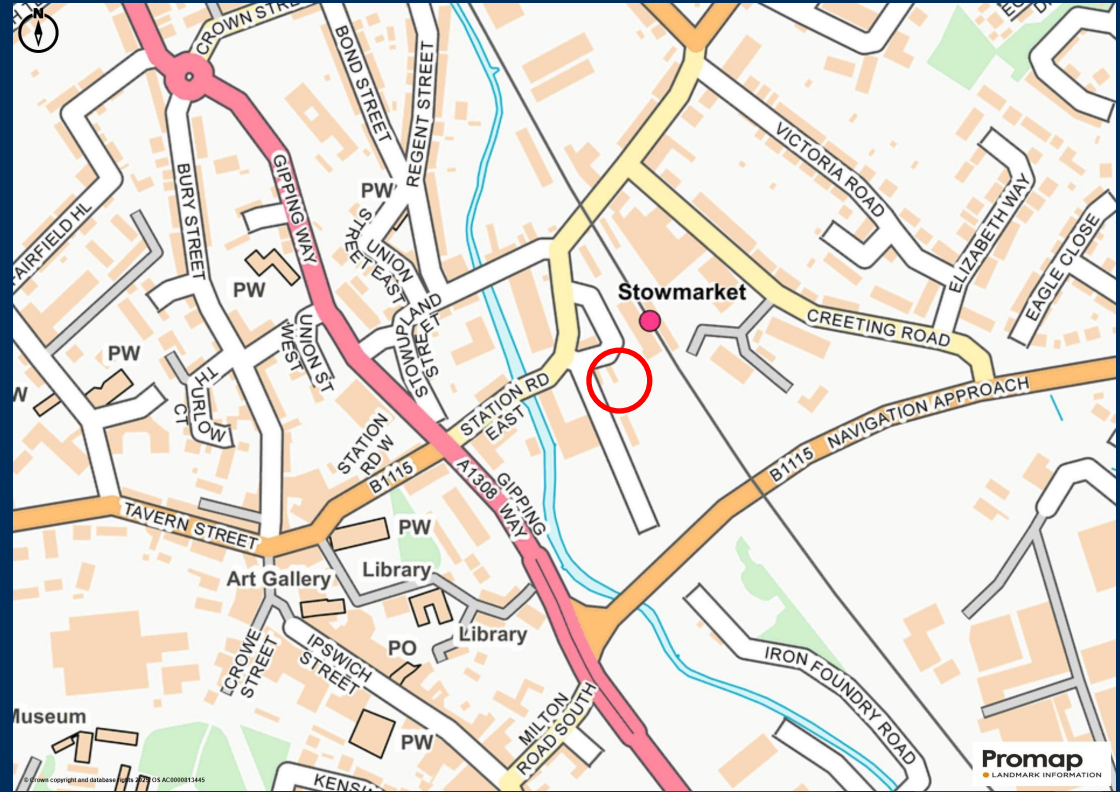 N
CROWN STRE
BOND STREET
REGENT STREET
GIPPING WAY
BURY STREET
FAIRFIELD HL
PW
UNION
STREET EAST
PW
PW
UNION ST
WEST
STOWUPLAND
STREET
THURLOW
CT
VICTORIA ROAD
ELIZABETH WAY
EAGLE CLOSE
Stowmarket
CREETING ROAD
NAVIGATION APPROACH
B1115
STATION RD
EAST
STATION
RD W
B1115
A1308
GIPPING
WAY
TAVERN STREET
PW
Art Gallery
Library
Library
PO
CROWE
STREET
IPSWICH
STREET
Museum
PW
MILTON
ROAD SOUTH
IRON FOUNDRY ROAD
KENSI
© Crown copyright and database rights 2025. OS AC0000813445
Promap
LANDMARK INFORMATION